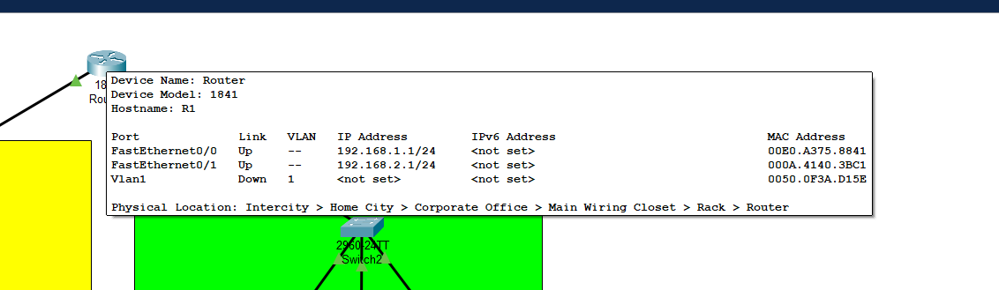 Device Name: Router
Device Model: 1841
Hostname: R1
Port Link VLAN IP Address IPv6 Address MAC Address
FastEthernet0/0 Up -- 192.168.1.1/24 <not set> 00E0.A375.8841
FastEthernet0/1 Up -- 192.168.2.1/24 <not set> 000A.4140.3BC1
Vlan1 Down 1 <not set> <not set> 0050.0F3A.D15E
Physical Location: Intercity > Home City > Corporate Office > Main Wiring Closet > Rack > Router
2960-24TT
Switch2